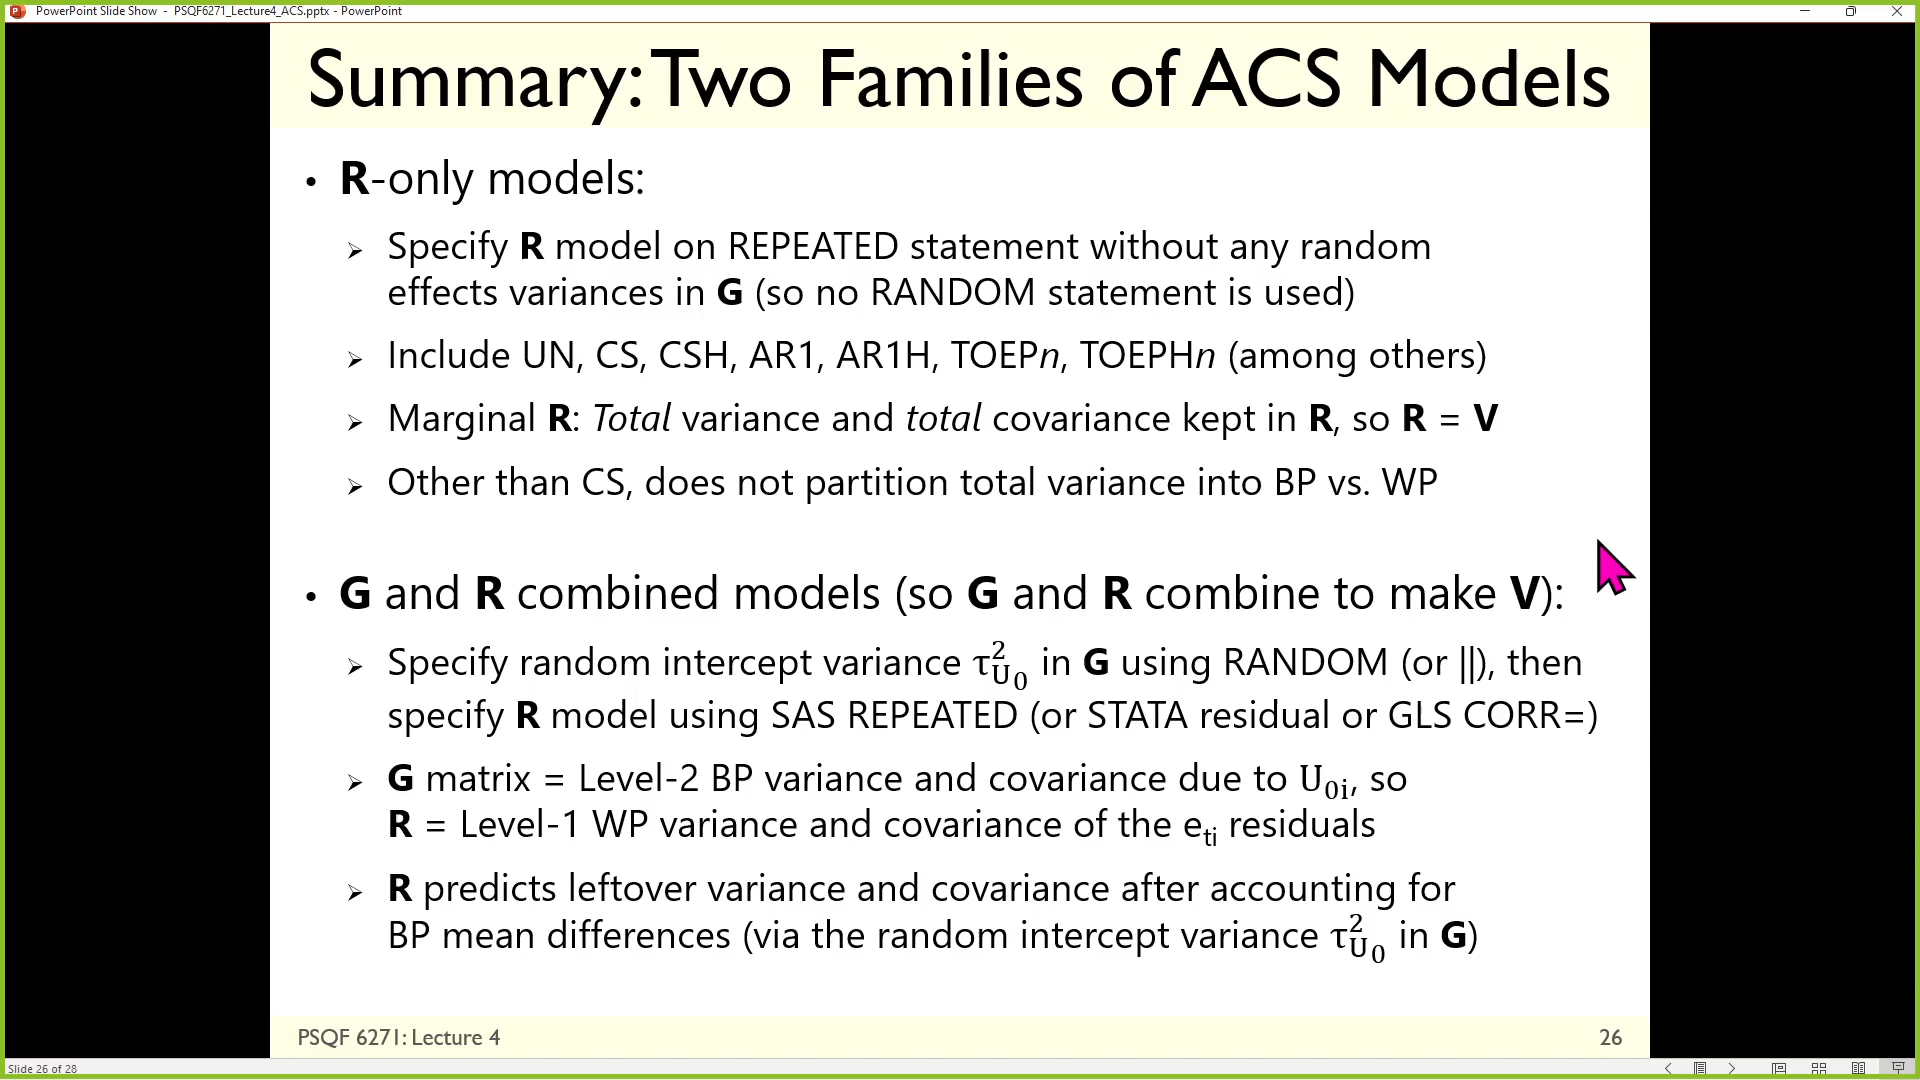 PowerPoint Slide Show - PSQF6271_Lecture4_ACS.pptx - PowerPoint
Summary: Two Families of ACS Models
• R-only models:
➢ Specify R model on REPEATED statement without any random
effects variances in G (so no RANDOM statement is used)
➢ Include UN, CS, CSH, AR1, AR1H, TOEPn, TOEPHn (among others)
➢ Marginal R: Total variance and total covariance kept in R, so R = V
➢ Other than CS, does not partition total variance into BP vs. WP
• G and R combined models (so G and R combine to make V):
➢ Specify random intercept variance τ²_U₀ in G using RANDOM (or ||), then
specify R model using SAS REPEATED (or STATA residual or GLS CORR=)
➢ G matrix = Level-2 BP variance and covariance due to U₀ᵢ, so
R = Level-1 WP variance and covariance of the eₜᵢ residuals
➢ R predicts leftover variance and covariance after accounting for
BP mean differences (via the random intercept variance τ²_U₀ in G)
PSQF 6271: Lecture 4
26
Slide 26 of 28